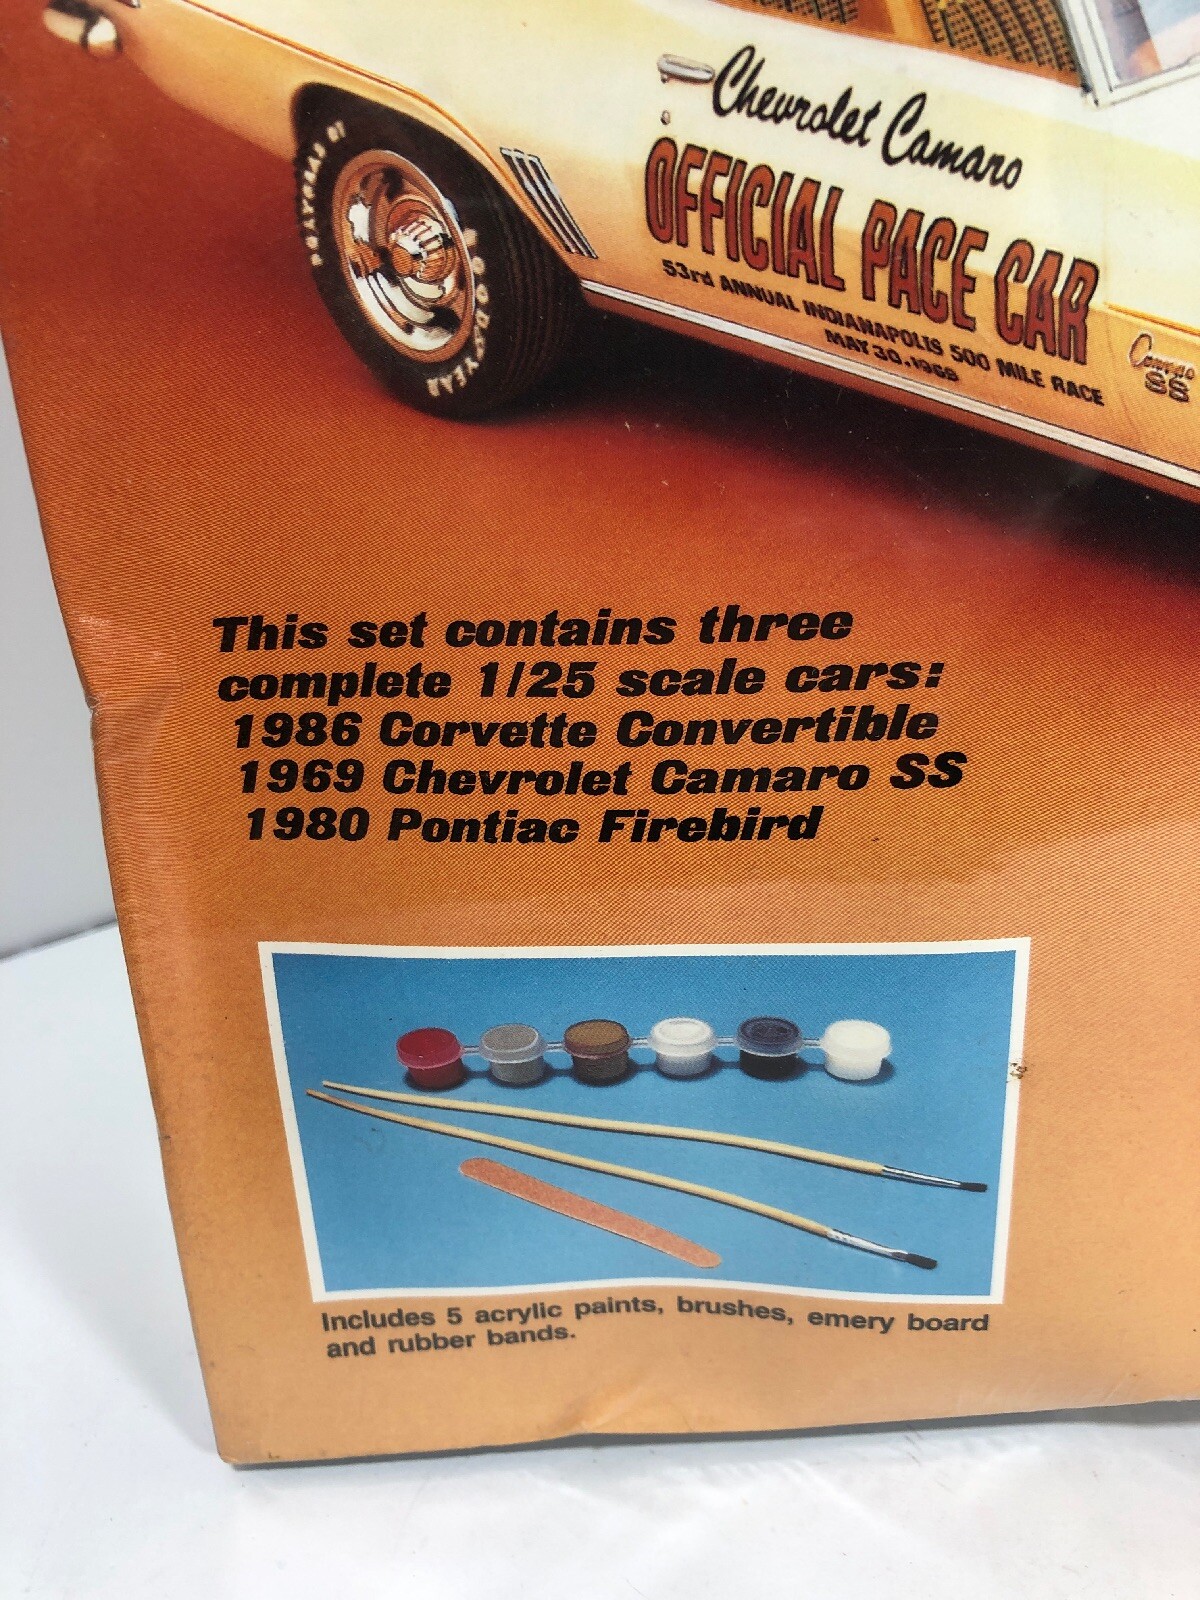 Chevrolet Camaro
OFFICIAL PACE CAR
53rd ANNUAL INDIANAPOLIS 500 MILE RACE
MAY 30, 1969
Camaro
SS
GOODYEAR
This set contains three
complete 1/25 scale cars:
1986 Corvette Convertible
1969 Chevrolet Camaro SS
1980 Pontiac Firebird
Includes 5 acrylic paints, brushes, emery board
and rubber bands.